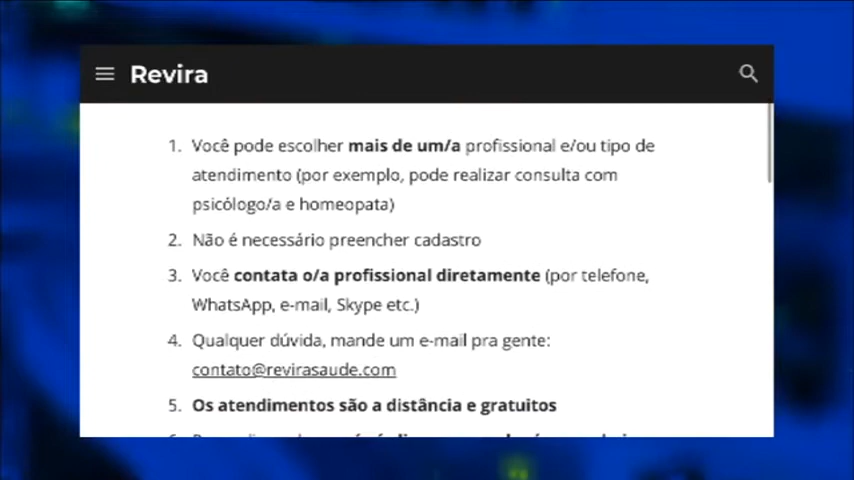 Revira
1. Você pode escolher mais de um/a profissional e/ou tipo de
atendimento (por exemplo, pode realizar consulta com
psicólogo/a e homeopata)
2. Não é necessário preencher cadastro
3. Você contata o/a profissional diretamente (por telefone,
WhatsApp, e-mail, Skype etc.)
4. Qualquer dúvida, mande um e-mail pra gente:
contato@revirasaude.com
5. Os atendimentos são a distância e gratuitos